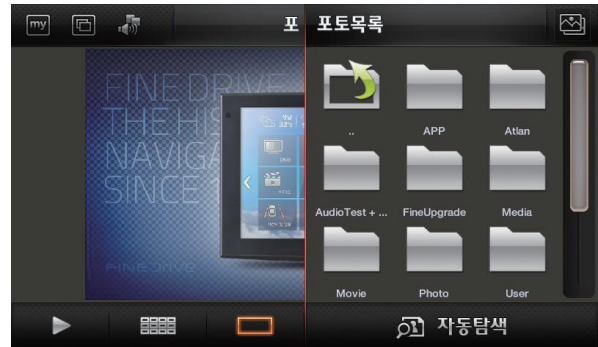 my
포
포토목록
FINE DRIVE
THE HIS
NAVIGA
SINCE
FINEDRIVE
..
APP
Atlan
AudioTest + ...
FineUpgrade
Media
Movie
Photo
User
자동탐색